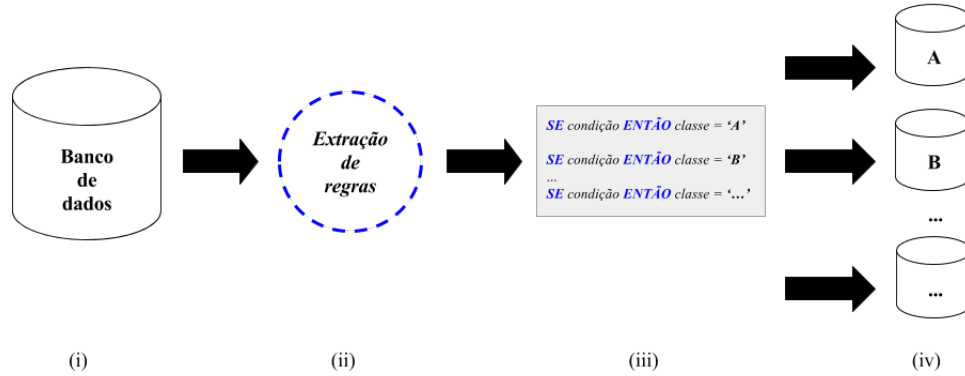 Banco
de
dados
Extração
de
regras
SE condição ENTÃO classe = ‘A’
SE condição ENTÃO classe = ‘B’
...
SE condição ENTÃO classe = ‘...’
A
B
...
...
(i)
(ii)
(iii)
(iv)